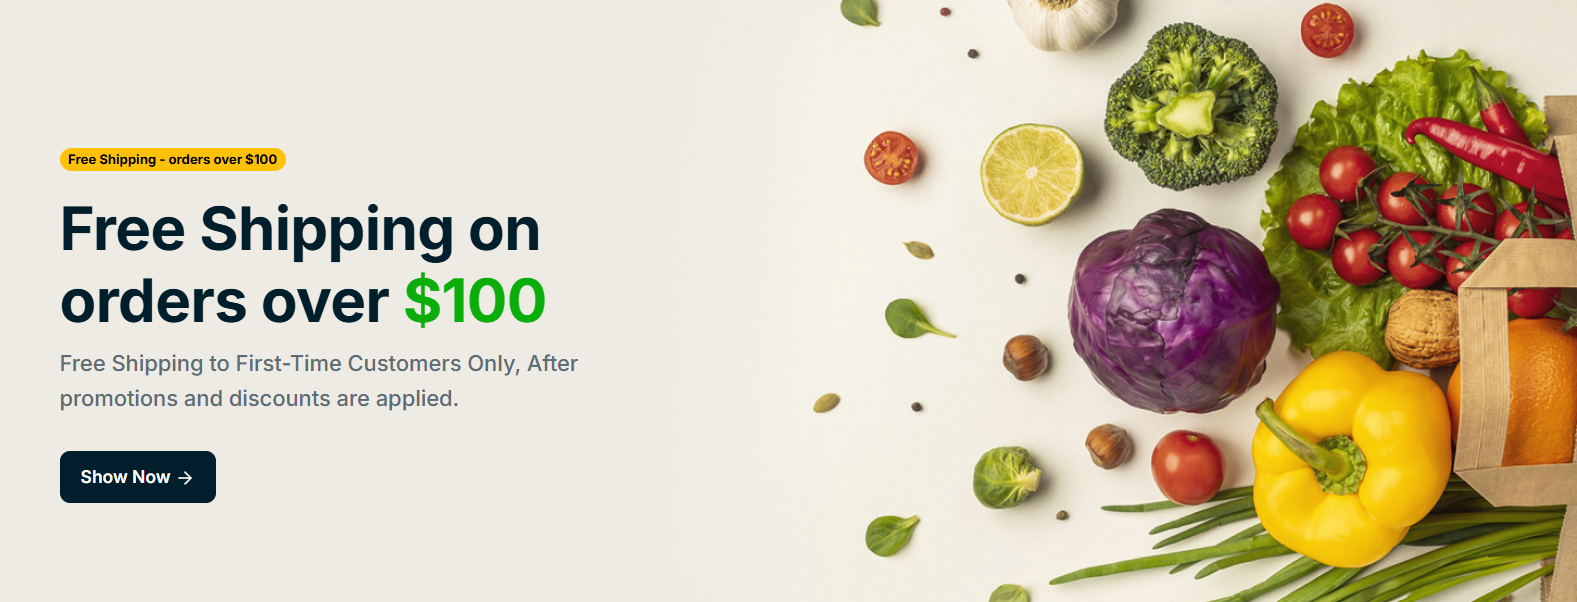 Free Shipping - orders over $100
Free Shipping on
orders over $100
Free Shipping to First-Time Customers Only, After
promotions and discounts are applied.
Show Now →